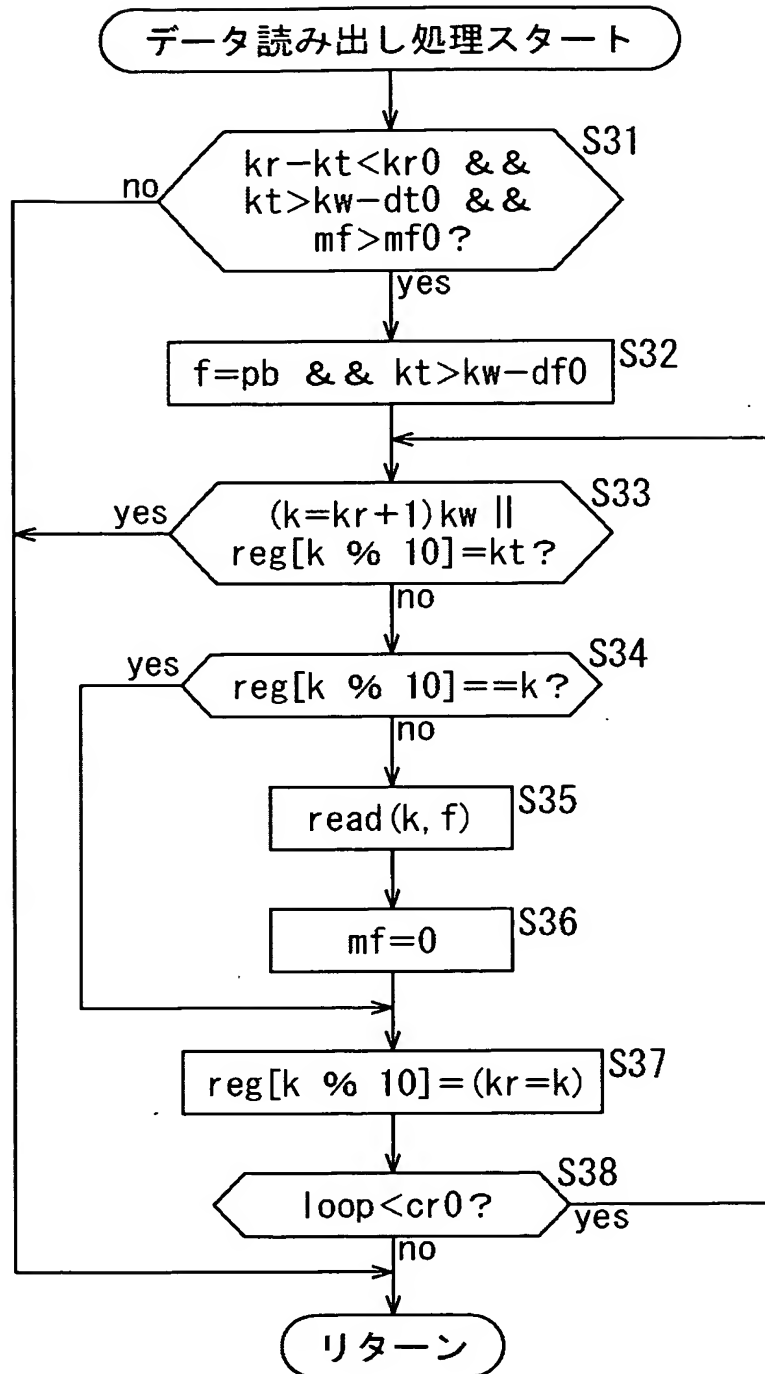 データ読み出し処理スタート
S31
kr-kt<kr0 &&
no
kt>kw-dt0 &&
mf>mf0?
yes
S32
f=pb && kt>kw-df0
S33
yes
(k=kr+1)kw ||
reg[k % 10]=kt?
no
S34
yes
reg[k % 10]==k?
no
S35
read(k,f)
S36
mf=0
S37
reg[k % 10]=(kr=k)
S38
loop<cr0?
yes
no
リターン